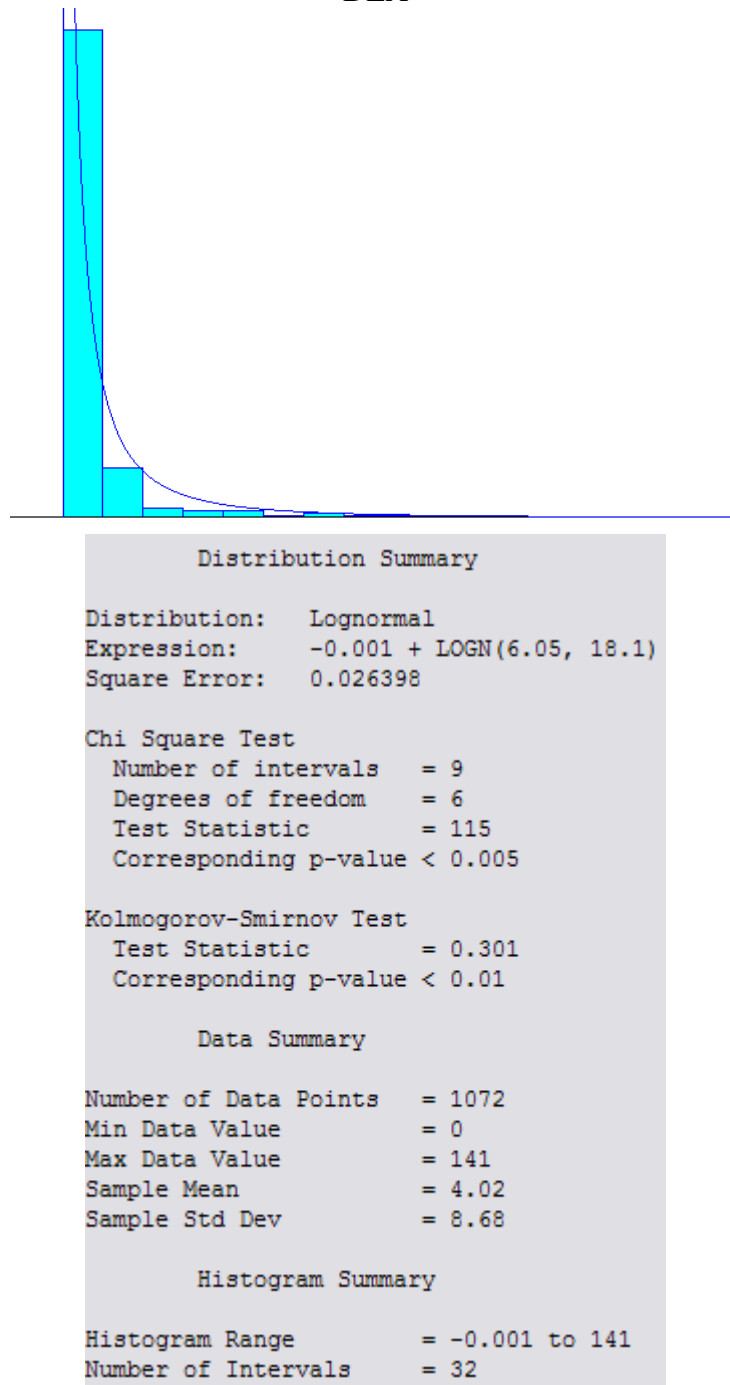 Distribution Summary
Distribution: Lognormal
Expression: -0.001 + LOGN(6.05, 18.1)
Square Error: 0.026398
Chi Square Test
Number of intervals = 9
Degrees of freedom = 6
Test Statistic = 115
Corresponding p-value < 0.005
Kolmogorov-Smirnov Test
Test Statistic = 0.301
Corresponding p-value < 0.01
Data Summary
Number of Data Points = 1072
Min Data Value = 0
Max Data Value = 141
Sample Mean = 4.02
Sample Std Dev = 8.68
Histogram Summary
Histogram Range = -0.001 to 141
Number of Intervals = 32